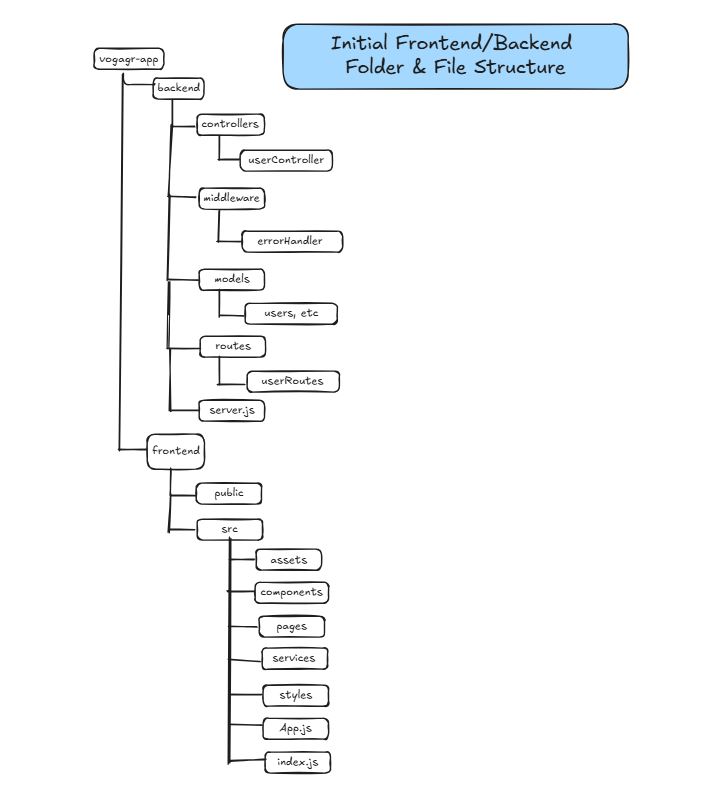 Initial Frontend/Backend
Folder & File Structure
vogagr-app
backend
controllers
userController
middleware
errorHandler
models
users, etc
routes
userRoutes
server.js
frontend
public
src
assets
components
pages
services
styles
App.js
index.js